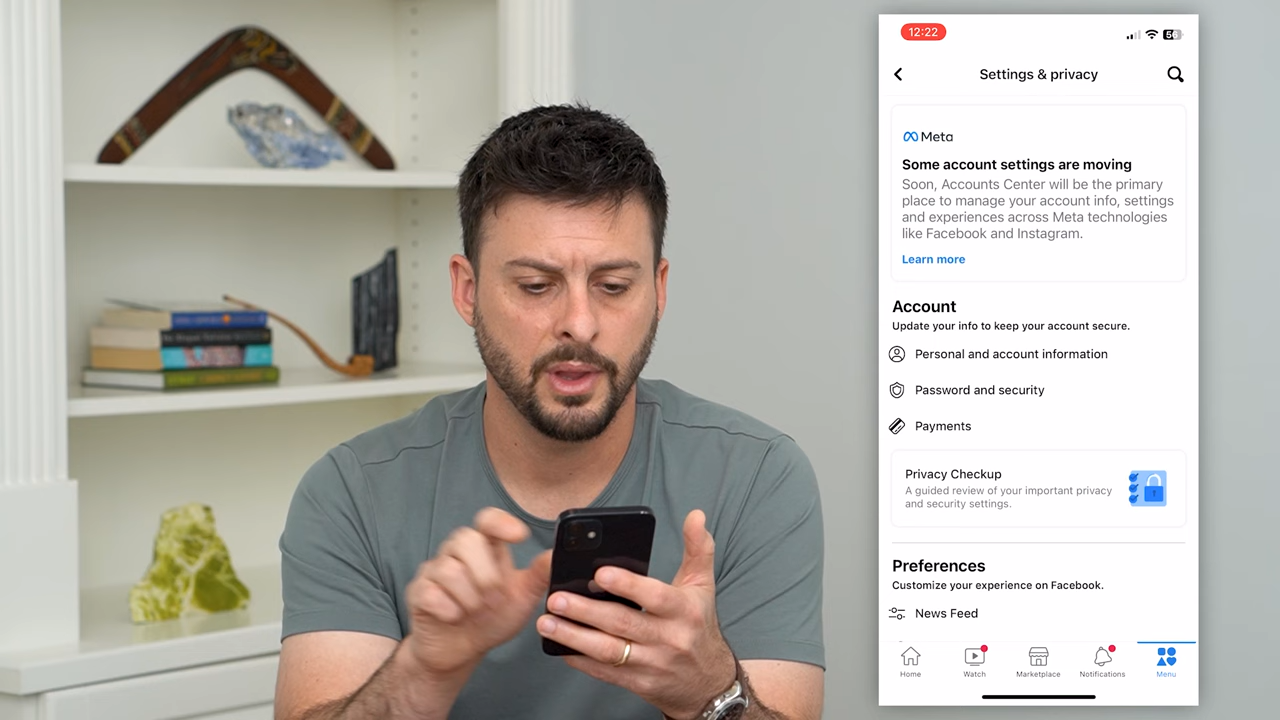 12:22
56
Settings & privacy
Meta
Some account settings are moving
Soon, Accounts Center will be the primary
place to manage your account info, settings
and experiences across Meta technologies
like Facebook and Instagram.
Learn more
Account
Update your info to keep your account secure.
Personal and account information
Password and security
Payments
Privacy Checkup
A guided review of your important privacy
and security settings.
Preferences
Customize your experience on Facebook.
News Feed
Home
Watch
Marketplace
Notifications
Menu